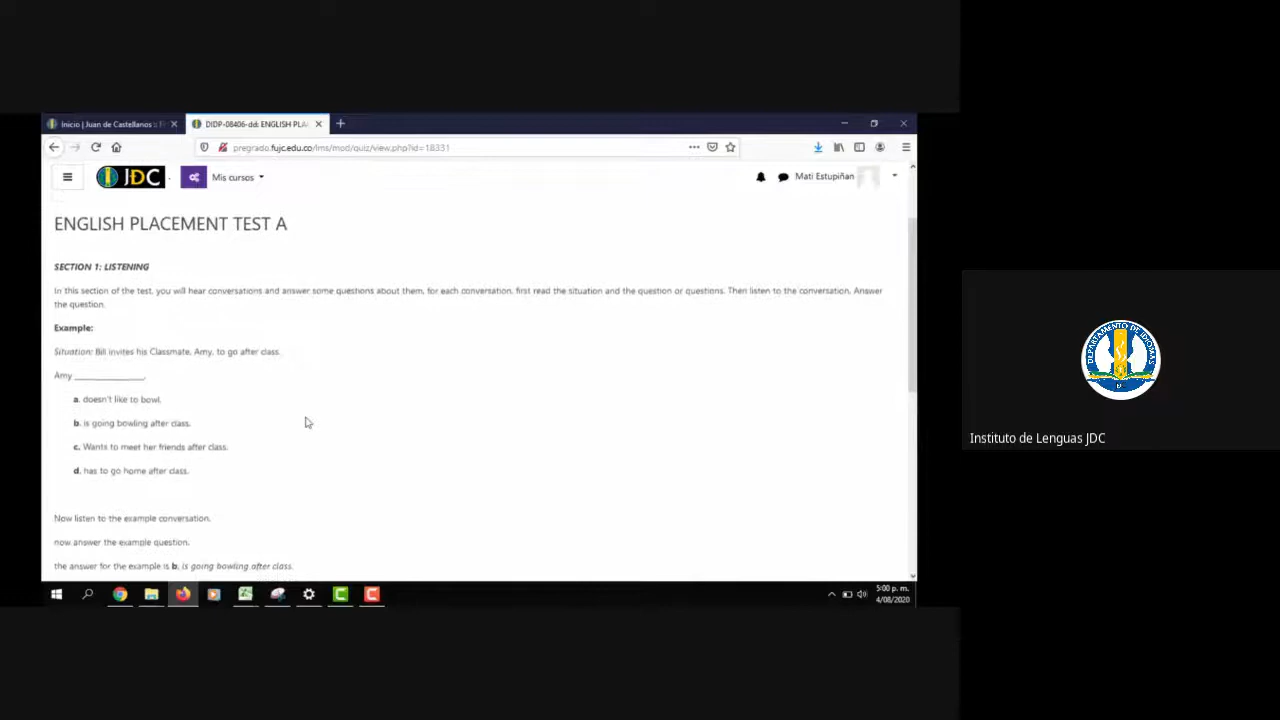 Inicio | Juan de Castellanos
DIDP-08406-dd: ENGLISH PLA
pregrado.fujc.edu.co/lms/mod/quiz/view.php?id=18331
JDC
Mis cursos
Mati Estupiñan
ENGLISH PLACEMENT TEST A
SECTION 1: LISTENING
In this section of the test, you will hear conversations and answer some questions about them, for each conversation, first read the situation and the question or questions. Then listen to the conversation. Answer
the question.
Example:
Situation: Bill invites his Classmate, Amy, to go after class.
Amy _______________.
a. doesn't like to bowl.
b. is going bowling after class.
c. Wants to meet her friends after class.
d. has to go home after class.
Now listen to the example conversation.
now answer the example question.
the answer for the example is b. is going bowling after class.
5:00 p. m.
4/08/2020
DEPARTAMENTO DE IDIOMAS
Instituto de Lenguas JDC